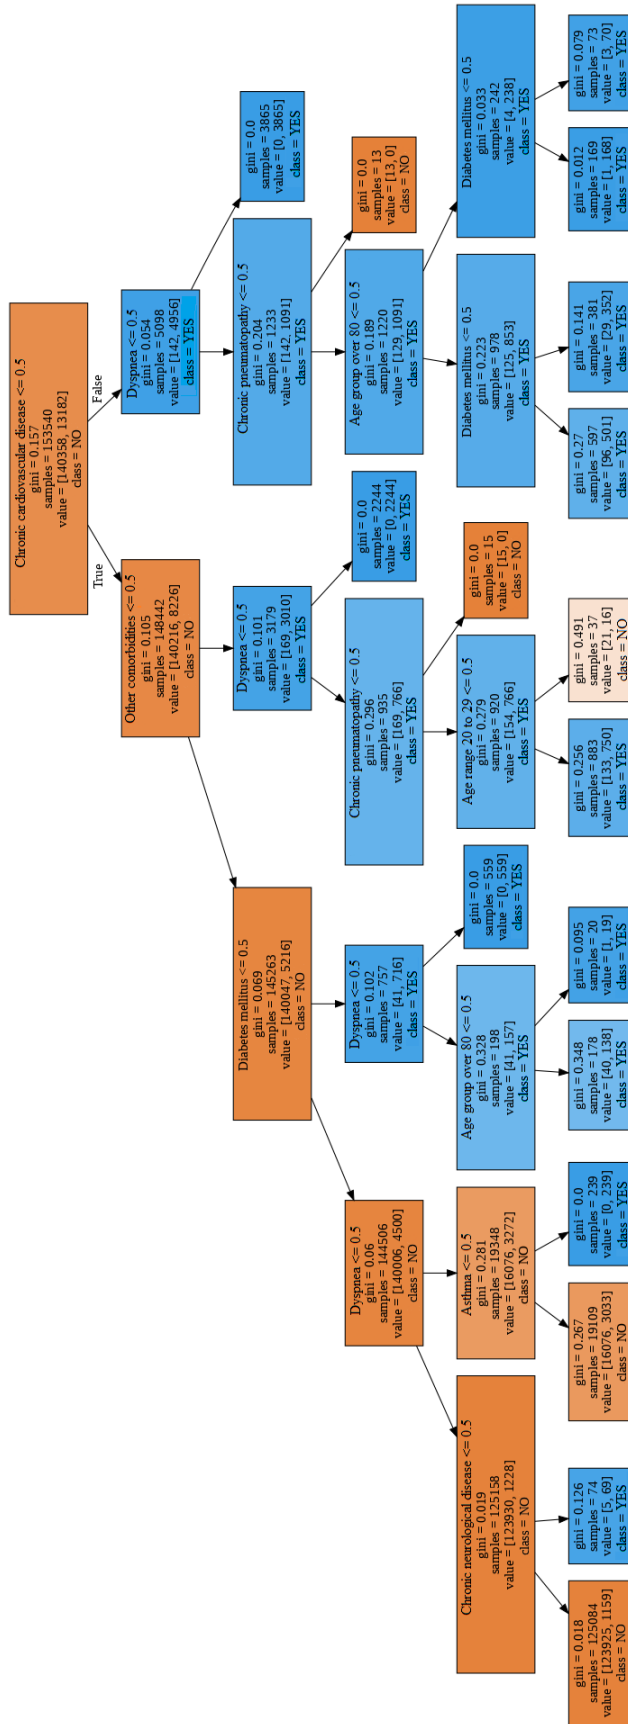 Chronic cardiovascular disease <= 0.5
gini = 0.157
samples = 153540
value = [140358, 13182]
class = NO
True
False
Other comorbidities <= 0.5
gini = 0.105
samples = 148442
value = [140216, 8226]
class = NO
Dyspnea <= 0.5
gini = 0.054
samples = 5098
value = [142, 4956]
class = YES
Diabetes mellitus <= 0.5
gini = 0.069
samples = 145263
value = [140047, 5216]
class = NO
Dyspnea <= 0.5
gini = 0.101
samples = 3179
value = [169, 3010]
class = YES
Chronic pneumatopathy <= 0.5
gini = 0.204
samples = 1233
value = [142, 1091]
class = YES
gini = 0.0
samples = 3865
value = [0, 3865]
class = YES
Dyspnea <= 0.5
gini = 0.06
samples = 144506
value = [140006, 4500]
class = NO
Dyspnea <= 0.5
gini = 0.102
samples = 757
value = [41, 716]
class = YES
Chronic pneumatopathy <= 0.5
gini = 0.296
samples = 935
value = [169, 766]
class = YES
gini = 0.0
samples = 2244
value = [0, 2244]
class = YES
Age group over 80 <= 0.5
gini = 0.189
samples = 1220
value = [129, 1091]
class = YES
gini = 0.0
samples = 13
value = [13, 0]
class = NO
Chronic neurological disease <= 0.5
gini = 0.019
samples = 125158
value = [123930, 1228]
class = NO
Asthma <= 0.5
gini = 0.281
samples = 19348
value = [16076, 3272]
class = NO
Age group over 80 <= 0.5
gini = 0.328
samples = 198
value = [41, 157]
class = YES
gini = 0.0
samples = 559
value = [0, 559]
class = YES
Age range 20 to 29 <= 0.5
gini = 0.279
samples = 920
value = [154, 766]
class = YES
gini = 0.0
samples = 15
value = [15, 0]
class = NO
Diabetes mellitus <= 0.5
gini = 0.223
samples = 978
value = [125, 853]
class = YES
Diabetes mellitus <= 0.5
gini = 0.033
samples = 242
value = [4, 238]
class = YES
gini = 0.018
samples = 125084
value = [123925, 1159]
class = NO
gini = 0.126
samples = 74
value = [5, 69]
class = YES
gini = 0.267
samples = 19109
value = [16076, 3033]
class = NO
gini = 0.0
samples = 239
value = [0, 239]
class = YES
gini = 0.348
samples = 178
value = [40, 138]
class = YES
gini = 0.095
samples = 20
value = [1, 19]
class = YES
gini = 0.256
samples = 883
value = [133, 750]
class = YES
gini = 0.491
samples = 37
value = [21, 16]
class = NO
gini = 0.27
samples = 597
value = [96, 501]
class = YES
gini = 0.141
samples = 381
value = [29, 352]
class = YES
gini = 0.012
samples = 169
value = [1, 168]
class = YES
gini = 0.079
samples = 73
value = [3, 70]
class = YES